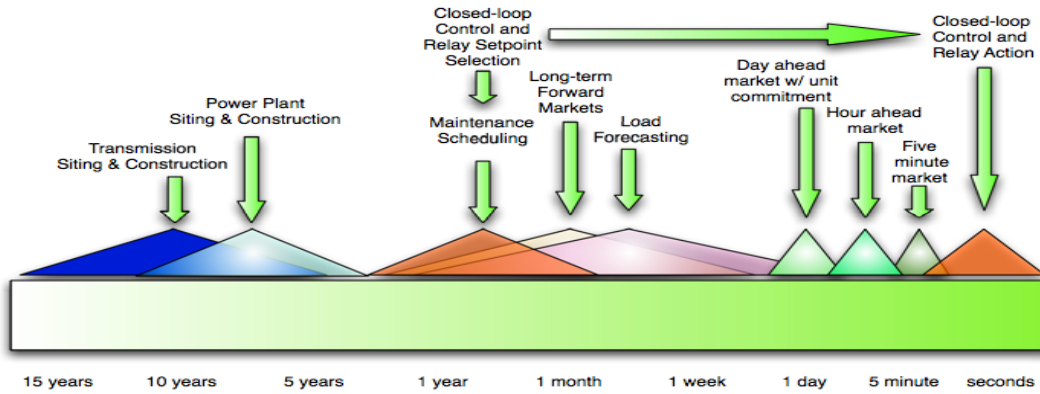 Closed-loop
Control and
Relay Setpoint
Selection
Closed-loop
Control and
Relay Action
Power Plant
Siting & Construction
Transmission
Siting & Construction
Maintenance
Scheduling
Long-term
Forward
Markets
Load
Forecasting
Day ahead
market w/ unit
commitment
Hour ahead
market
Five
minute
market
15 years
10 years
5 years
1 year
1 month
1 week
1 day
5 minute
seconds